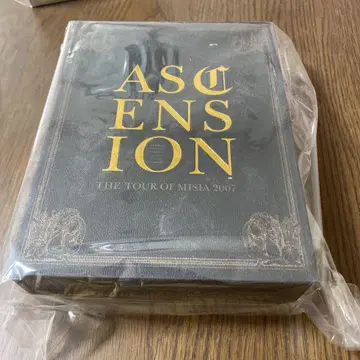 ASC
ENS
ION
THE TOUR OF MISIA 2007